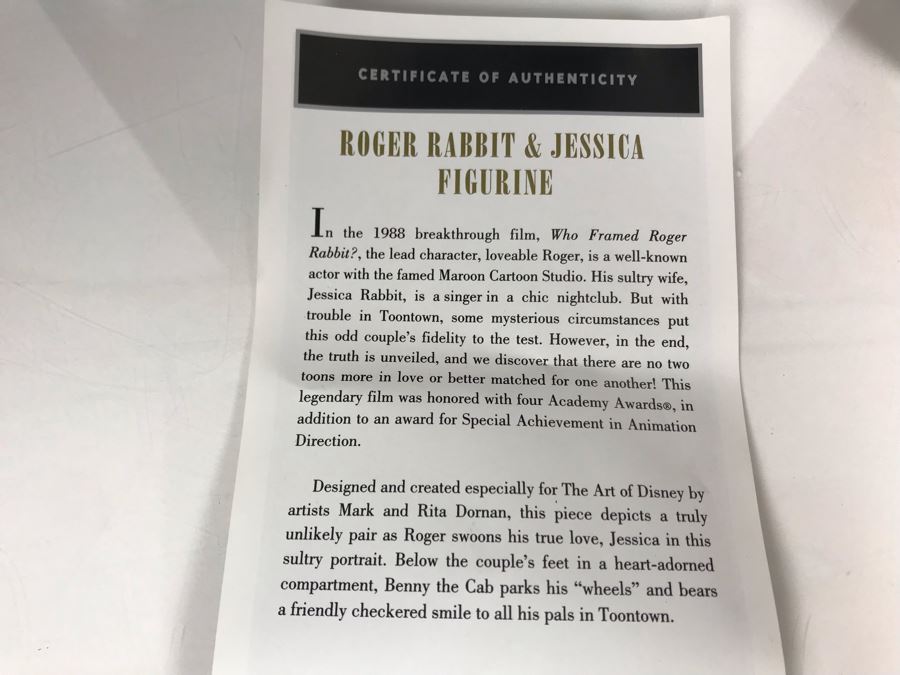 CERTIFICATE OF AUTHENTICITY
ROGER RABBIT & JESSICA
FIGURINE
In the 1988 breakthrough film, Who Framed Roger
Rabbit?, the lead character, loveable Roger, is a well-known
actor with the famed Maroon Cartoon Studio. His sultry wife,
Jessica Rabbit, is a singer in a chic nightclub. But with
trouble in Toontown, some mysterious circumstances put
this odd couple's fidelity to the test. However, in the end,
the truth is unveiled, and we discover that there are no two
toons more in love or better matched for one another! This
legendary film was honored with four Academy Awards®, in
addition to an award for Special Achievement in Animation
Direction.
Designed and created especially for The Art of Disney by
artists Mark and Rita Dornan, this piece depicts a truly
unlikely pair as Roger swoons his true love, Jessica in this
sultry portrait. Below the couple's feet in a heart-adorned
compartment, Benny the Cab parks his "wheels" and bears
a friendly checkered smile to all his pals in Toontown.